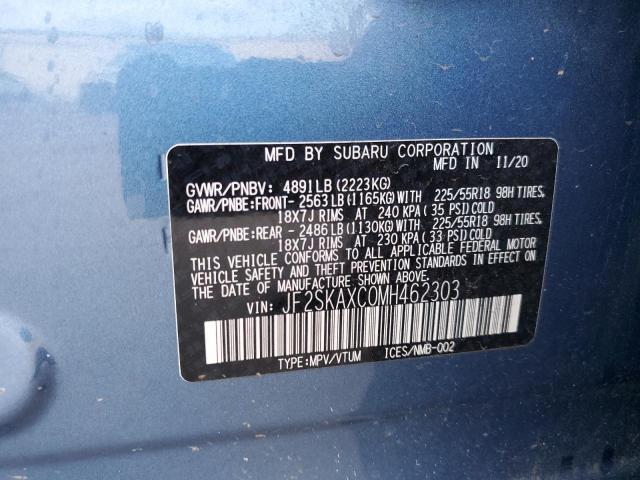 MFD BY SUBARU CORPORATION
MFD IN 11/20
GVWR/PNBV: 4891LB (2223KG)
GAWR/PNBE:FRONT- 2563LB (1165KG)WITH 225/55R18 98H TIRES,
18X7J RIMS AT 240 KPA (35 PSI)COLD
GAWR/PNBE:REAR - 2486LB (1130KG)WITH 225/55R18 98H TIRES,
18X7J RIMS AT 230 KPA (33 PSI)COLD
THIS VEHICLE CONFORMS TO ALL APPLICABLE FEDERAL MOTOR
VEHICLE SAFETY AND THEFT PREVENTION STANDARDS IN EFFECT
ON THE DATE OF MANUFACTURE SHOWN ABOVE.
VIN: JF2SKAXC0MH462303
TYPE:MPV/VTUM ICES/NMB-002